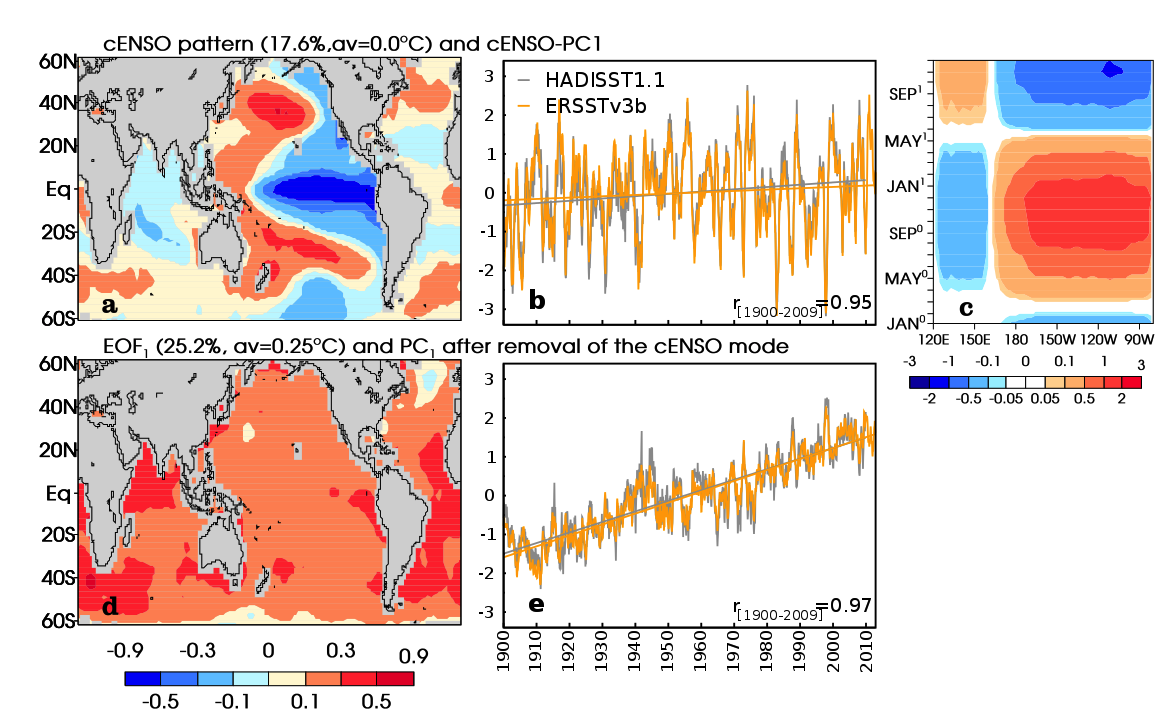 cENSO pattern (17.6%,av=0.0°C) and cENSO-PC1
60N
40N
20N
Eq
20S
40S
60S
a
3
2
1
0
-1
-2
-3
HADISST1.1
ERSSTv3b
b
r[1900-2009]=0.95
SEP1
MAY1
JAN1
SEP0
MAY0
JAN0
c
120E 150E 180 150W 120W 90W
-3 -1 -0.1 0 0.1 1 3
-2 -0.5 -0.05 0.05 0.5 2
EOF1 (25.2%, av=0.25°C) and PC1 after removal of the cENSO mode
60N
40N
20N
Eq
20S
40S
60S
d
3
2
1
0
-1
-2
-3
e
r[1900-2009]=0.97
1900 1910 1920 1930 1940 1950 1960 1970 1980 1990 2000 2010
-0.9 -0.3 0 0.3 0.9
-0.5 -0.1 0.1 0.5